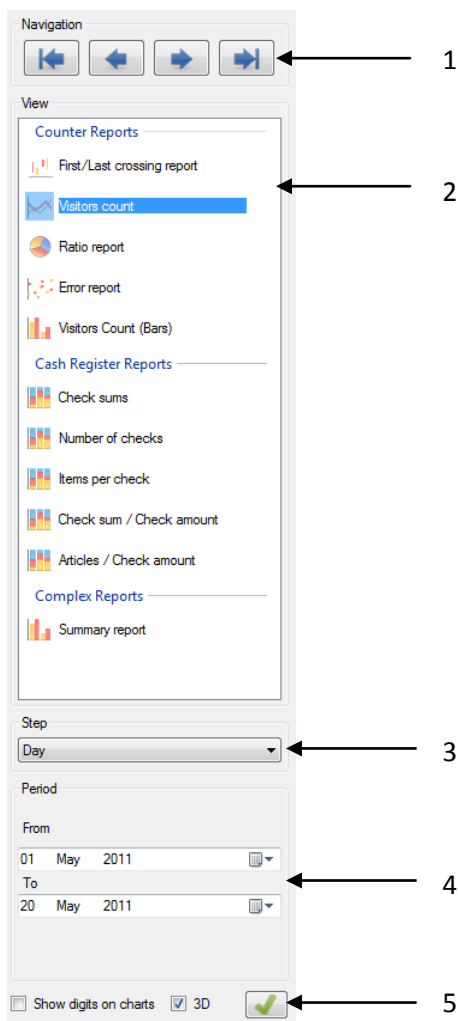 Navigation
1
View
Counter Reports
First/Last crossing report
2
Visitors count
Ratio report
Error report
Visitors Count (Bars)
Cash Register Reports
Check sums
Number of checks
Items per check
Check sum / Check amount
Articles / Check amount
Complex Reports
Summary report
Step
Day
3
Period
From
01 May 2011
To
4
20 May 2011
Show digits on charts 3D
5